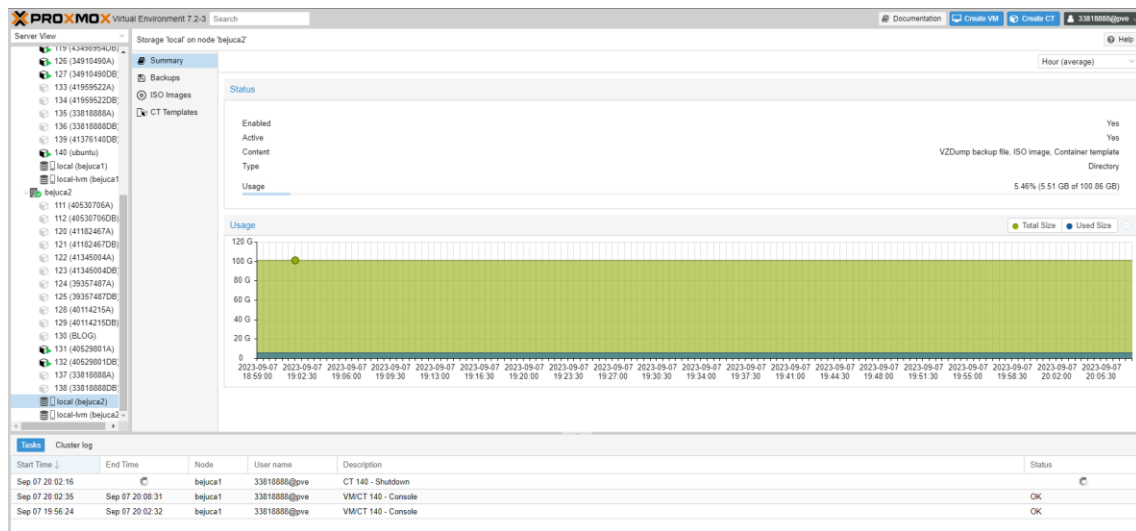 PROXMOX Virtual Environment 7.2-3 Search
Documentation Create VM Create CT 33818888@pve
Server View
Storage 'local' on node 'bejuca2'
Help
119 (43498954DB)
126 (34910490A)
127 (34910490DB)
133 (41959522A)
134 (41959522DB)
135 (33818888A)
136 (33818888DB)
139 (41376140DB)
140 (ubuntu)
local (bejuca1)
local-lvm (bejuca1
bejuca2
111 (40530706A)
112 (40530706DB)
120 (41182467A)
121 (41182467DB)
122 (41345004A)
123 (41345004DB)
124 (39357487A)
125 (39357487DB)
128 (40114215A)
129 (40114215DB)
130 (BLOG)
131 (40529801A)
132 (40529801DB)
137 (33818888A)
138 (33818888DB)
local (bejuca2)
local-lvm (bejuca2
Summary
Backups
ISO Images
CT Templates
Hour (average)
Status
Enabled Yes
Active Yes
Content VZDump backup file, ISO image, Container template
Type Directory
Usage 5.46% (5.51 GB of 100.86 GB)
Usage
Total Size Used Size
120 G
100 G
80 G
60 G
40 G
20 G
0
2023-09-07 2023-09-07 2023-09-07 2023-09-07 2023-09-07 2023-09-07 2023-09-07 2023-09-07 2023-09-07 2023-09-07 2023-09-07 2023-09-07 2023-09-07 2023-09-07 2023-09-07 2023-09-07 2023-09-07 2023-09-07 2023-09-07 2023-09-07
18:59:00 19:02:30 19:06:00 19:09:30 19:13:00 19:16:30 19:20:00 19:23:30 19:27:00 19:30:30 19:34:00 19:37:30 19:41:00 19:44:30 19:48:00 19:51:30 19:55:00 19:58:30 20:02:00 20:05:30
Tasks Cluster log
Start Time ↓ End Time Node User name Description Status
Sep 07 20:02:16 bejuca1 33818888@pve CT 140 - Shutdown
Sep 07 20:02:35 Sep 07 20:08:31 bejuca1 33818888@pve VM/CT 140 - Console OK
Sep 07 19:56:24 Sep 07 20:02:32 bejuca1 33818888@pve VM/CT 140 - Console OK